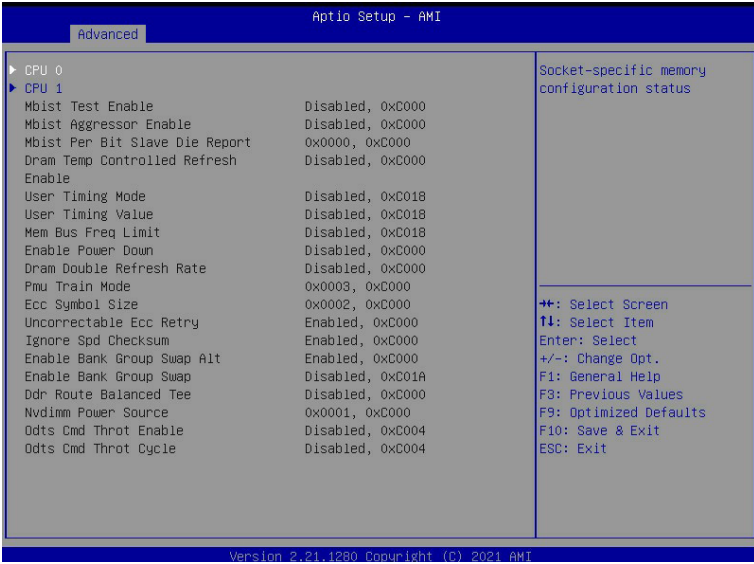 Aptio Setup - AMI
Advanced
CPU 0
CPU 1
Mbist Test Enable Disabled, 0xC000
Mbist Aggressor Enable Disabled, 0xC000
Mbist Per Bit Slave Die Report 0x0000, 0xC000
Dram Temp Controlled Refresh Disabled, 0xC000
Enable
User Timing Mode Disabled, 0xC018
User Timing Value Disabled, 0xC018
Mem Bus Freq Limit Disabled, 0xC018
Enable Power Down Disabled, 0xC000
Dram Double Refresh Rate Disabled, 0xC000
Pmu Train Mode 0x0003, 0xC000
Ecc Symbol Size 0x0002, 0xC000
Uncorrectable Ecc Retry Enabled, 0xC000
Ignore Spd Checksum Enabled, 0xC000
Enable Bank Group Swap Alt Enabled, 0xC000
Enable Bank Group Swap Disabled, 0xC01A
Ddr Route Balanced Tee Disabled, 0xC000
Nvdimm Power Source 0x0001, 0xC000
Odts Cmd Throt Enable Disabled, 0xC004
Odts Cmd Throt Cycle Disabled, 0xC004
Socket-specific memory
configuration status
→←: Select Screen
↑↓: Select Item
Enter: Select
+/-: Change Opt.
F1: General Help
F3: Previous Values
F9: Optimized Defaults
F10: Save & Exit
ESC: Exit
Version 2.21.1280 Copyright (C) 2021 AMI